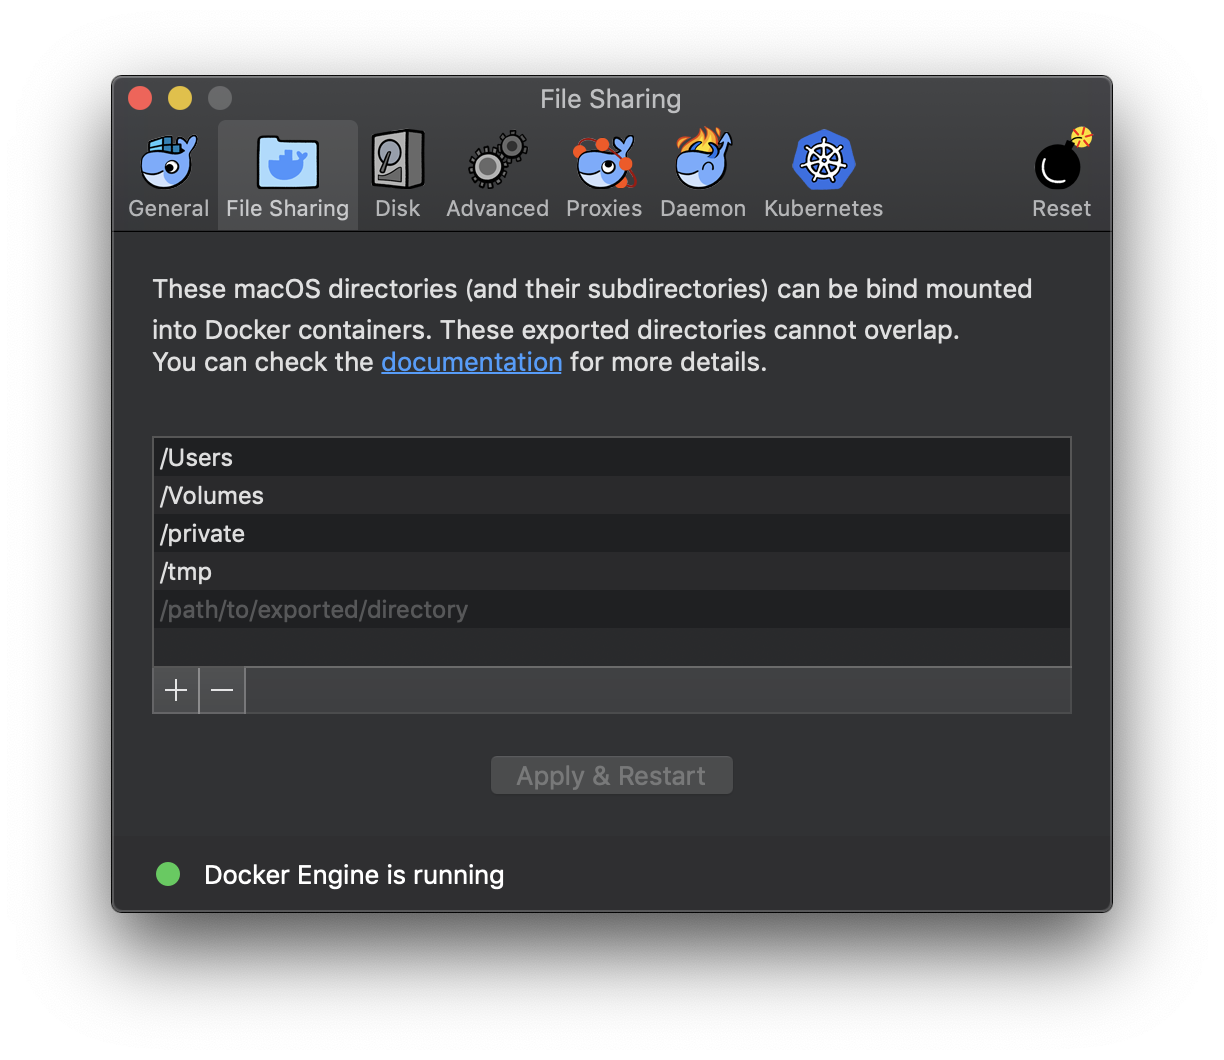 File Sharing
General
File Sharing
Disk
Advanced
Proxies
Daemon
Kubernetes
Reset
These macOS directories (and their subdirectories) can be bind mounted
into Docker containers. These exported directories cannot overlap.
You can check the documentation for more details.
/Users
/Volumes
/private
/tmp
/path/to/exported/directory
Apply & Restart
Docker Engine is running